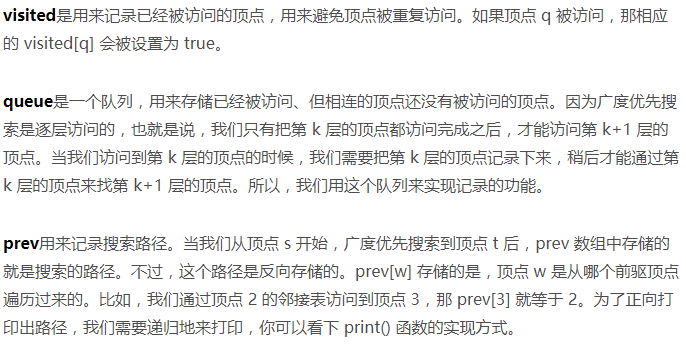 visited是用来记录已经被访问的顶点，用来避免顶点被重复访问。如果顶点 q 被访问，那相应
的 visited[q] 会被设置为 true。
queue是一个队列，用来存储已经被访问、但相连的顶点还没有被访问的顶点。因为广度优先搜
索是逐层访问的，也就是说，我们只有把第 k 层的顶点都访问完成之后，才能访问第 k+1 层的
顶点。当我们访问到第 k 层的顶点的时候，我们需要把第 k 层的顶点记录下来，稍后才能通过第
k 层的顶点来找第 k+1 层的顶点。所以，我们用这个队列来实现记录的功能。
prev用来记录搜索路径。当我们从顶点 s 开始，广度优先搜索到顶点 t 后，prev 数组中存储的
就是搜索的路径。不过，这个路径是反向存储的。prev[w] 存储的是，顶点 w 是从哪个前驱顶点
遍历过来的。比如，我们通过顶点 2 的邻接表访问到顶点 3，那 prev[3] 就等于 2。为了正向打
印出路径，我们需要递归地来打印，你可以看下 print() 函数的实现方式。